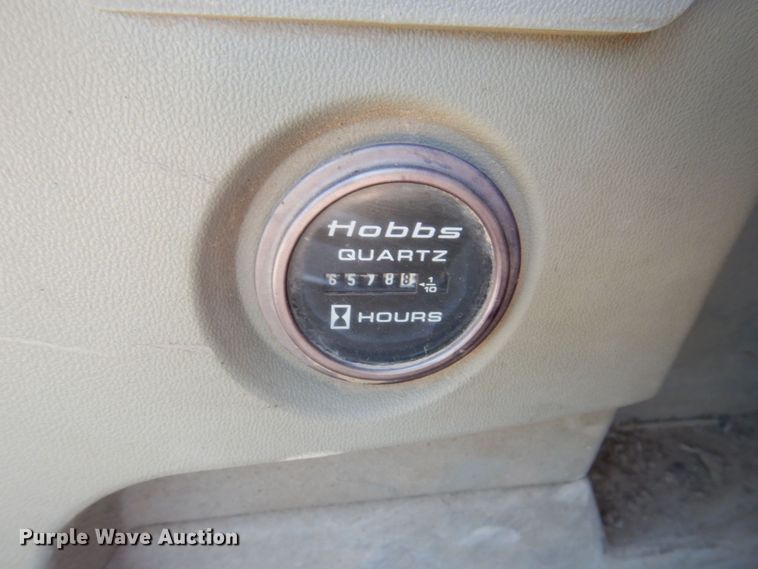 Hobbs
QUARTZ
65788 1/10
HOURS
Purple Wave Auction